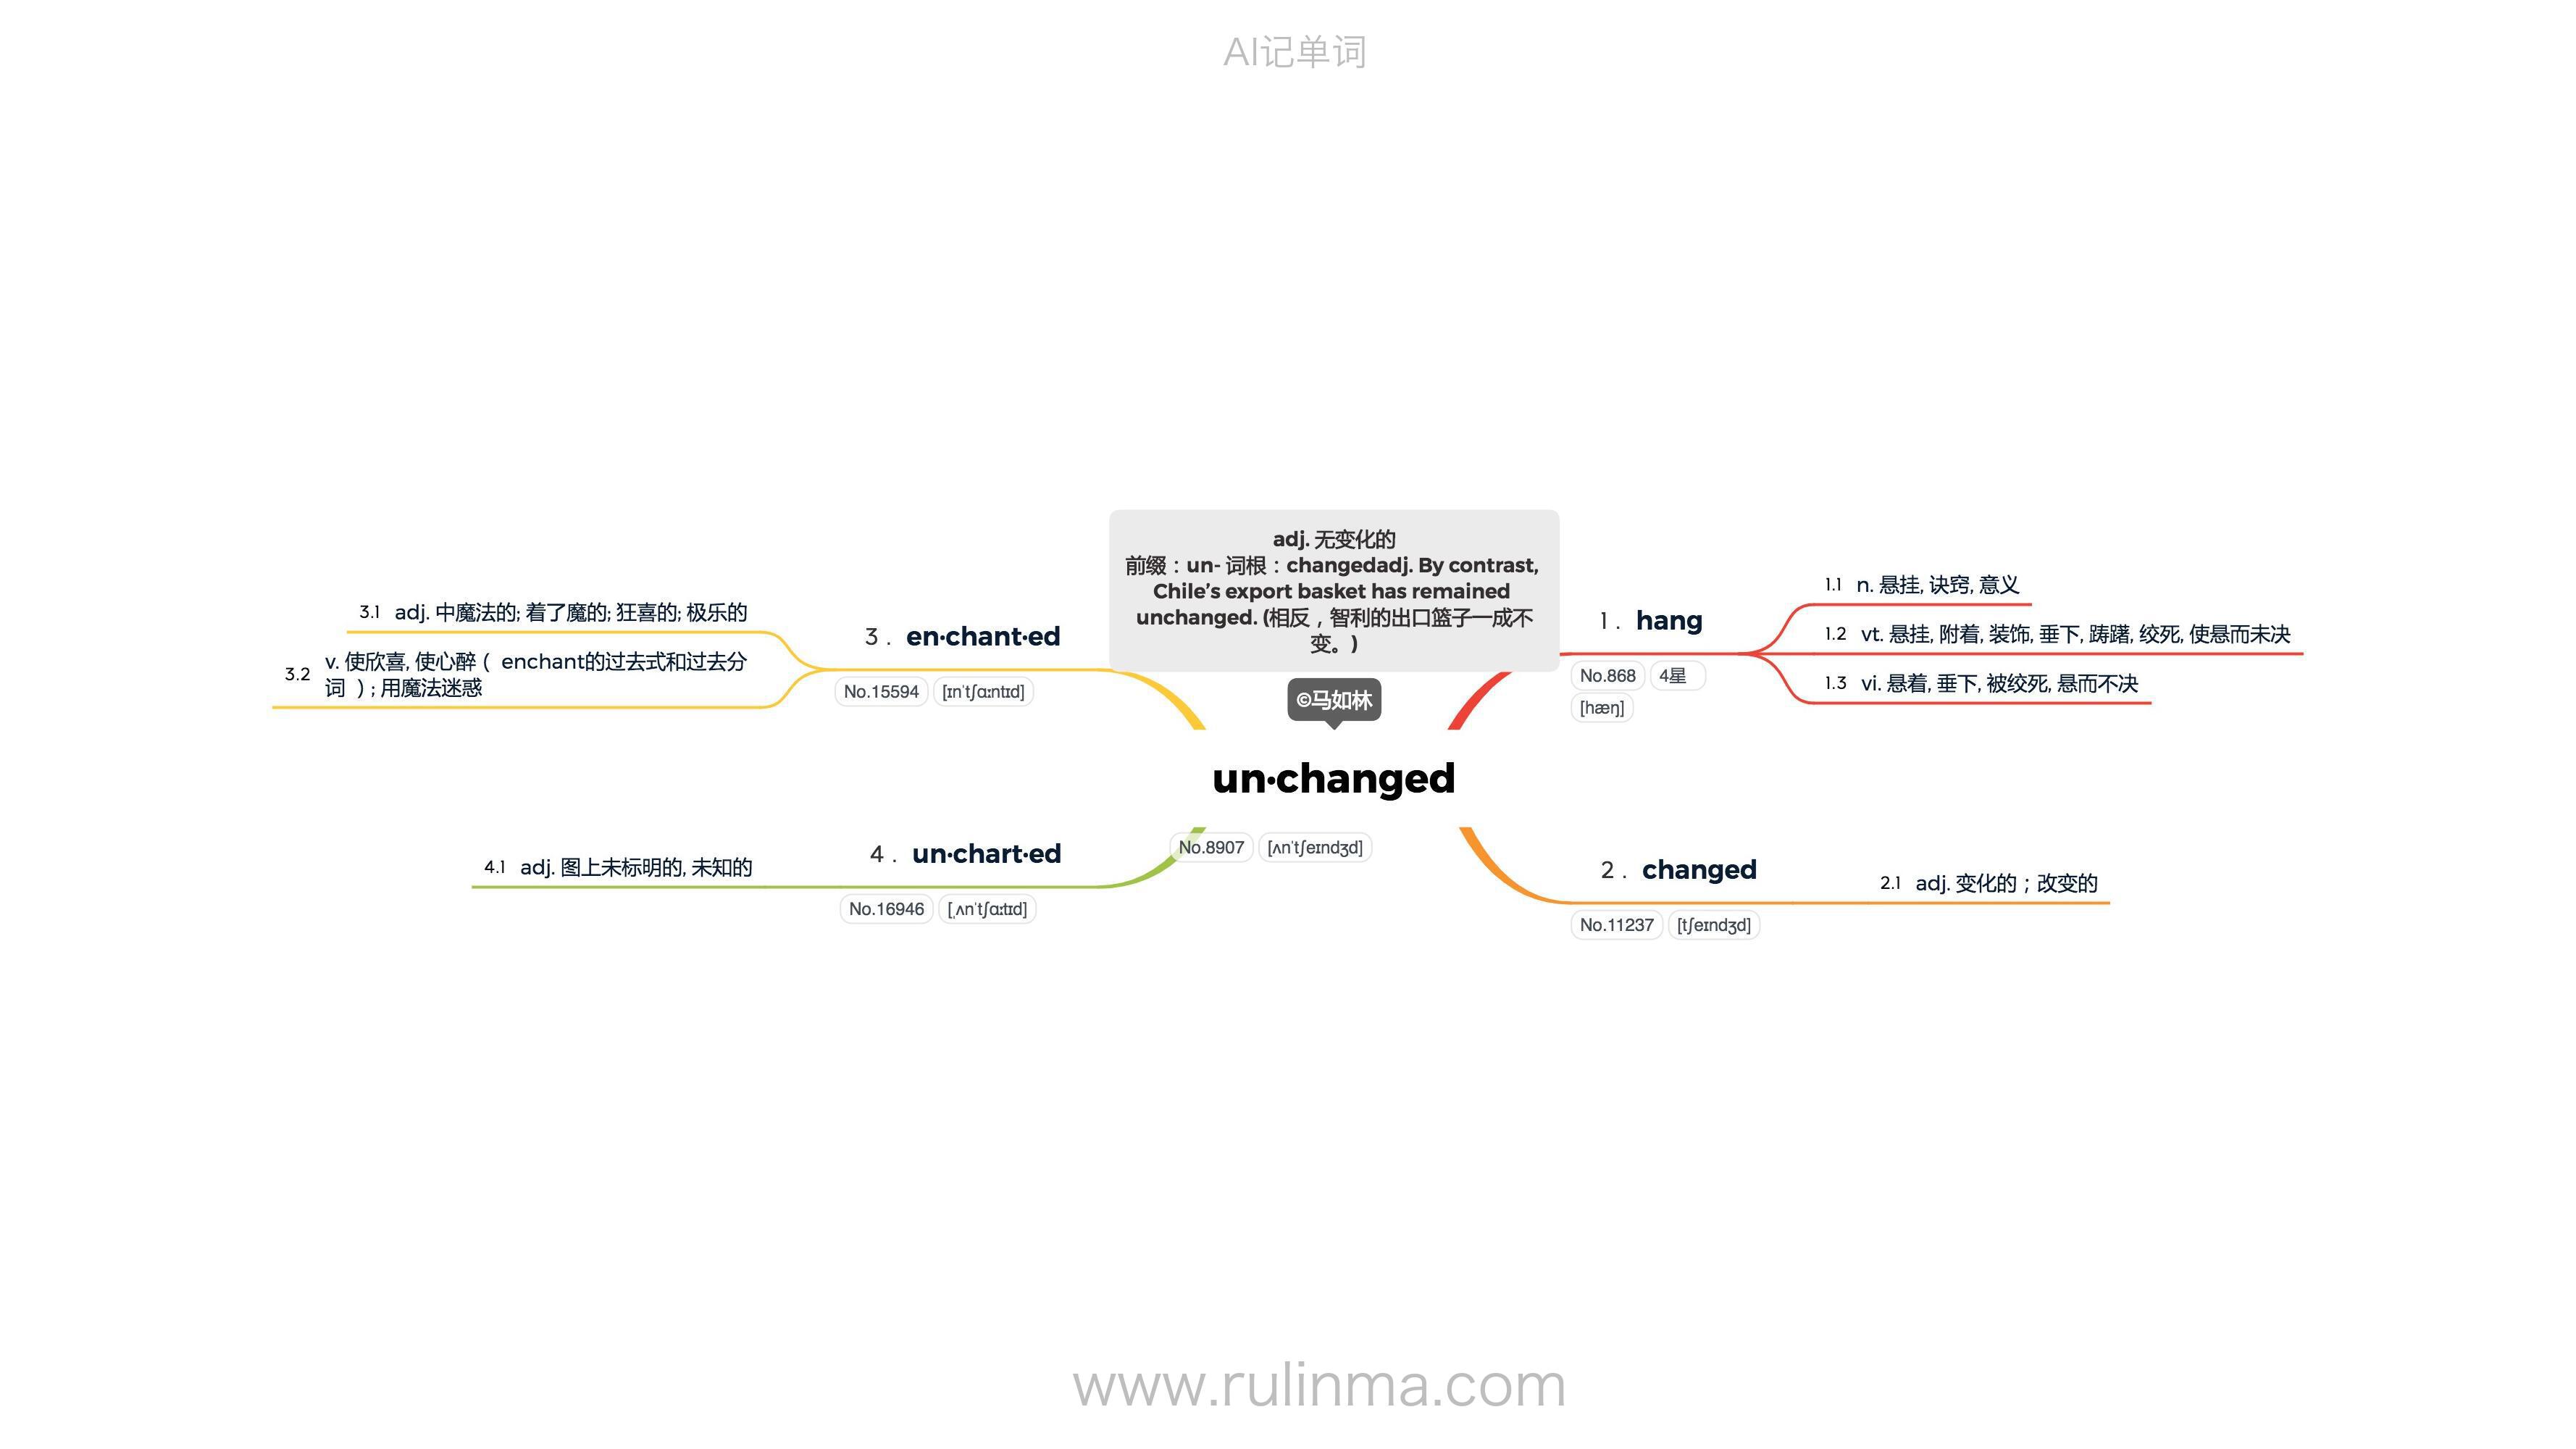 AI记单词
adj. 无变化的
前缀：un- 词根：changedadj. By contrast,
Chile’s export basket has remained
unchanged. (相反，智利的出口篮子一成不
变。)
©马如林
un·changed
No.8907 [ʌnˈtʃeɪndʒd]
1. hang
No.868 4星
[hæŋ]
1.1 n. 悬挂, 诀窍, 意义
1.2 vt. 悬挂, 附着, 装饰, 垂下, 踌躇, 绞死, 使悬而未决
1.3 vi. 悬着, 垂下, 被绞死, 悬而不决
2. changed
No.11237 [tʃeɪndʒd]
2.1 adj. 变化的；改变的
3. en·chant·ed
No.15594 [ɪnˈtʃɑːntɪd]
3.1 adj. 中魔法的; 着了魔的; 狂喜的; 极乐的
3.2 v. 使欣喜, 使心醉（ enchant的过去式和过去分
词 ）; 用魔法迷惑
4. un·chart·ed
No.16946 [ˌʌnˈtʃɑːtɪd]
4.1 adj. 图上未标明的, 未知的
www.rulinma.com